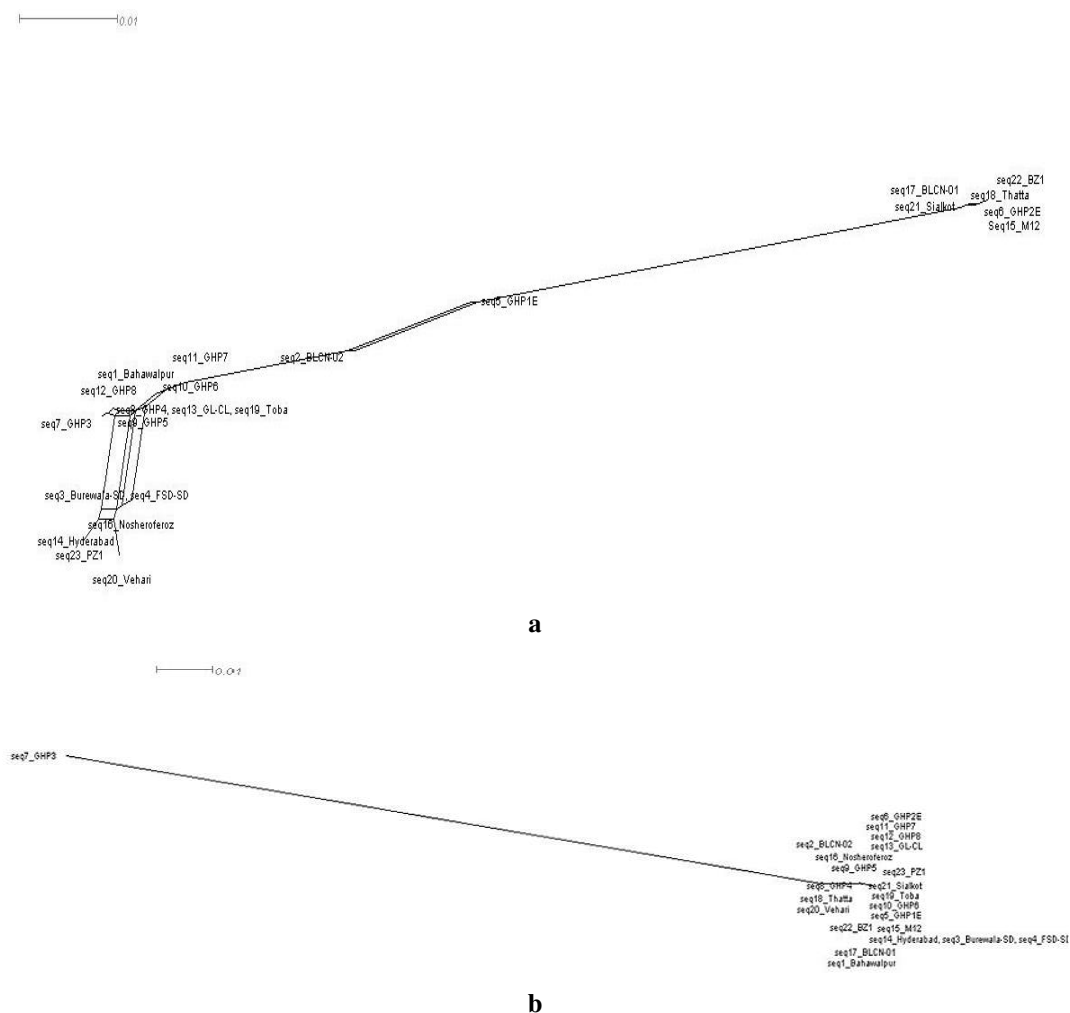 0.01
seq22_BZ1
seq17_BLCN-01
seq18_Thatta
seq21_Sialkot
seq6_GHP2E
Seq15_M12
seq5_GHP1E
seq11_GHP7
seq2_BLCN-02
seq1_Bahawalpur
seq10_GHP6
seq12_GHP8
seq8_GHP4, seq13_GL-CL, seq19_Toba
seq7_GHP3
seq9_GHP5
seq3_Burewala-SD, seq4_FSD-SD
seq16_Nosheroferoz
seq14_Hyderabad
seq23_PZ1
seq20_Vehari
a
0.01
seq7_GHP3
seq6_GHP2E
seq11_GHP7
seq12_GHP8
seq2_BLCN-02
seq13_GL-CL
seq16_Nosheroferoz
seq9_GHP5
seq23_PZ1
seq8_GHP4
seq21_Sialkot
seq18_Thatta
seq19_Toba
seq20_Vehari
seq10_GHP6
seq5_GHP1E
seq22_BZ1
seq15_M12
seq14_Hyderabad, seq3_Burewala-SD, seq4_FSD-SD
seq17_BLCN-01
seq1_Bahawalpur
b